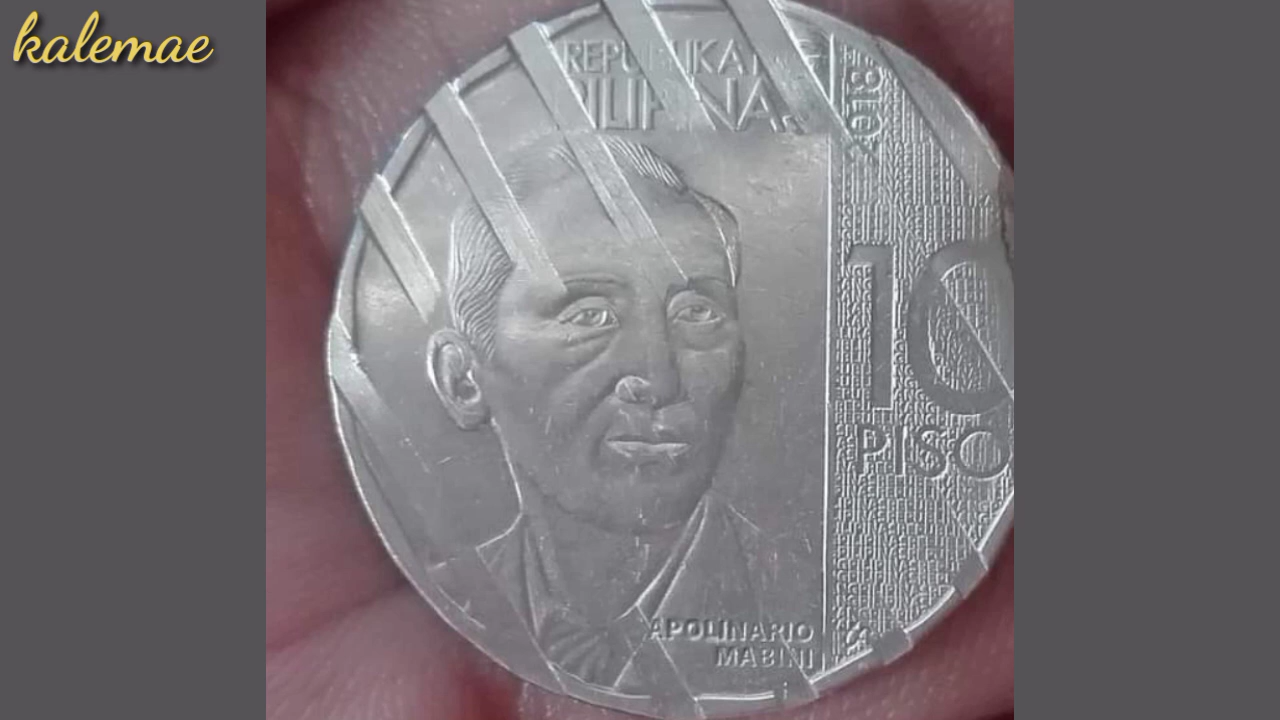 kalemae
REPUBLIKA NG
PILIPINAS
2018
10
PISO
APOLINARIO
MABINI